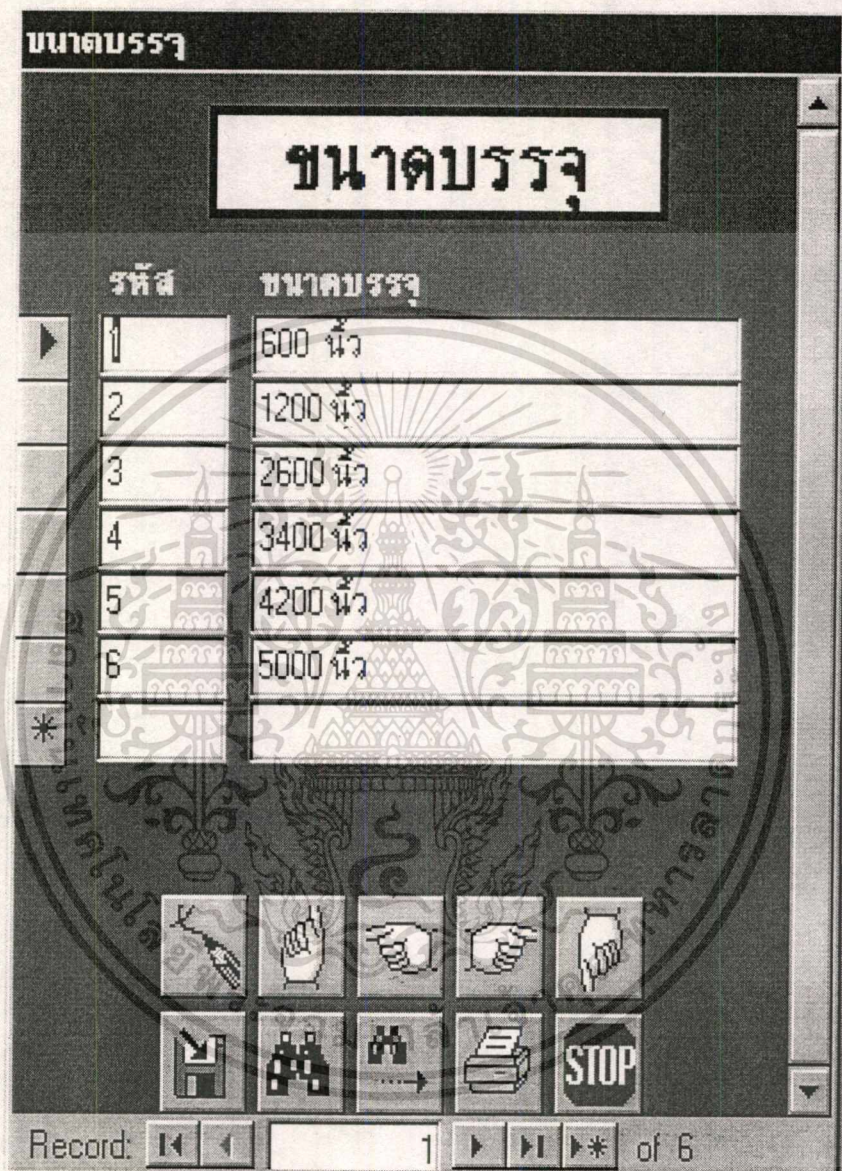 ขนาดบรรจุ
ขนาดบรรจุ
รหัส ขนาดบรรจุ
1 600 นิ้ว
2 1200 นิ้ว
3 2600 นิ้ว
4 3400 นิ้ว
5 4200 นิ้ว
6 5000 นิ้ว
*
STOP
Record: 1 of 6